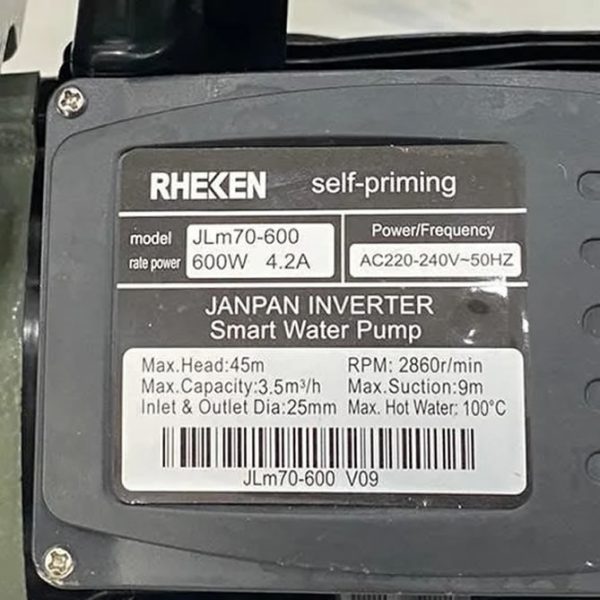 RHEKEN self-priming
model JLm70-600
rate power 600W 4.2A
Power/Frequency
AC220-240V~50HZ
JANPAN INVERTER
Smart Water Pump
Max.Head:45m RPM: 2860r/min
Max.Capacity:3.5m³/h Max.Suction:9m
Inlet & Outlet Dia:25mm Max. Hot Water: 100°C
JLm70-600 V09